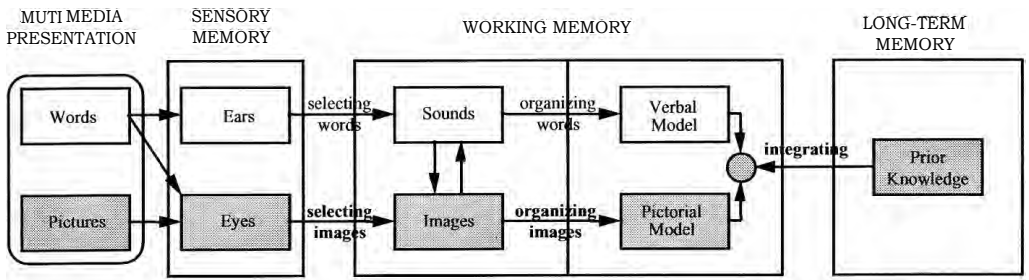 MUTI MEDIA
PRESENTATION
SENSORY
MEMORY
WORKING MEMORY
LONG-TERM
MEMORY
Words
Ears
selecting
words
Sounds
organizing
words
Verbal
Model
integrating
Prior
Knowledge
Pictures
Eyes
selecting
images
Images
organizing
images
Pictorial
Model